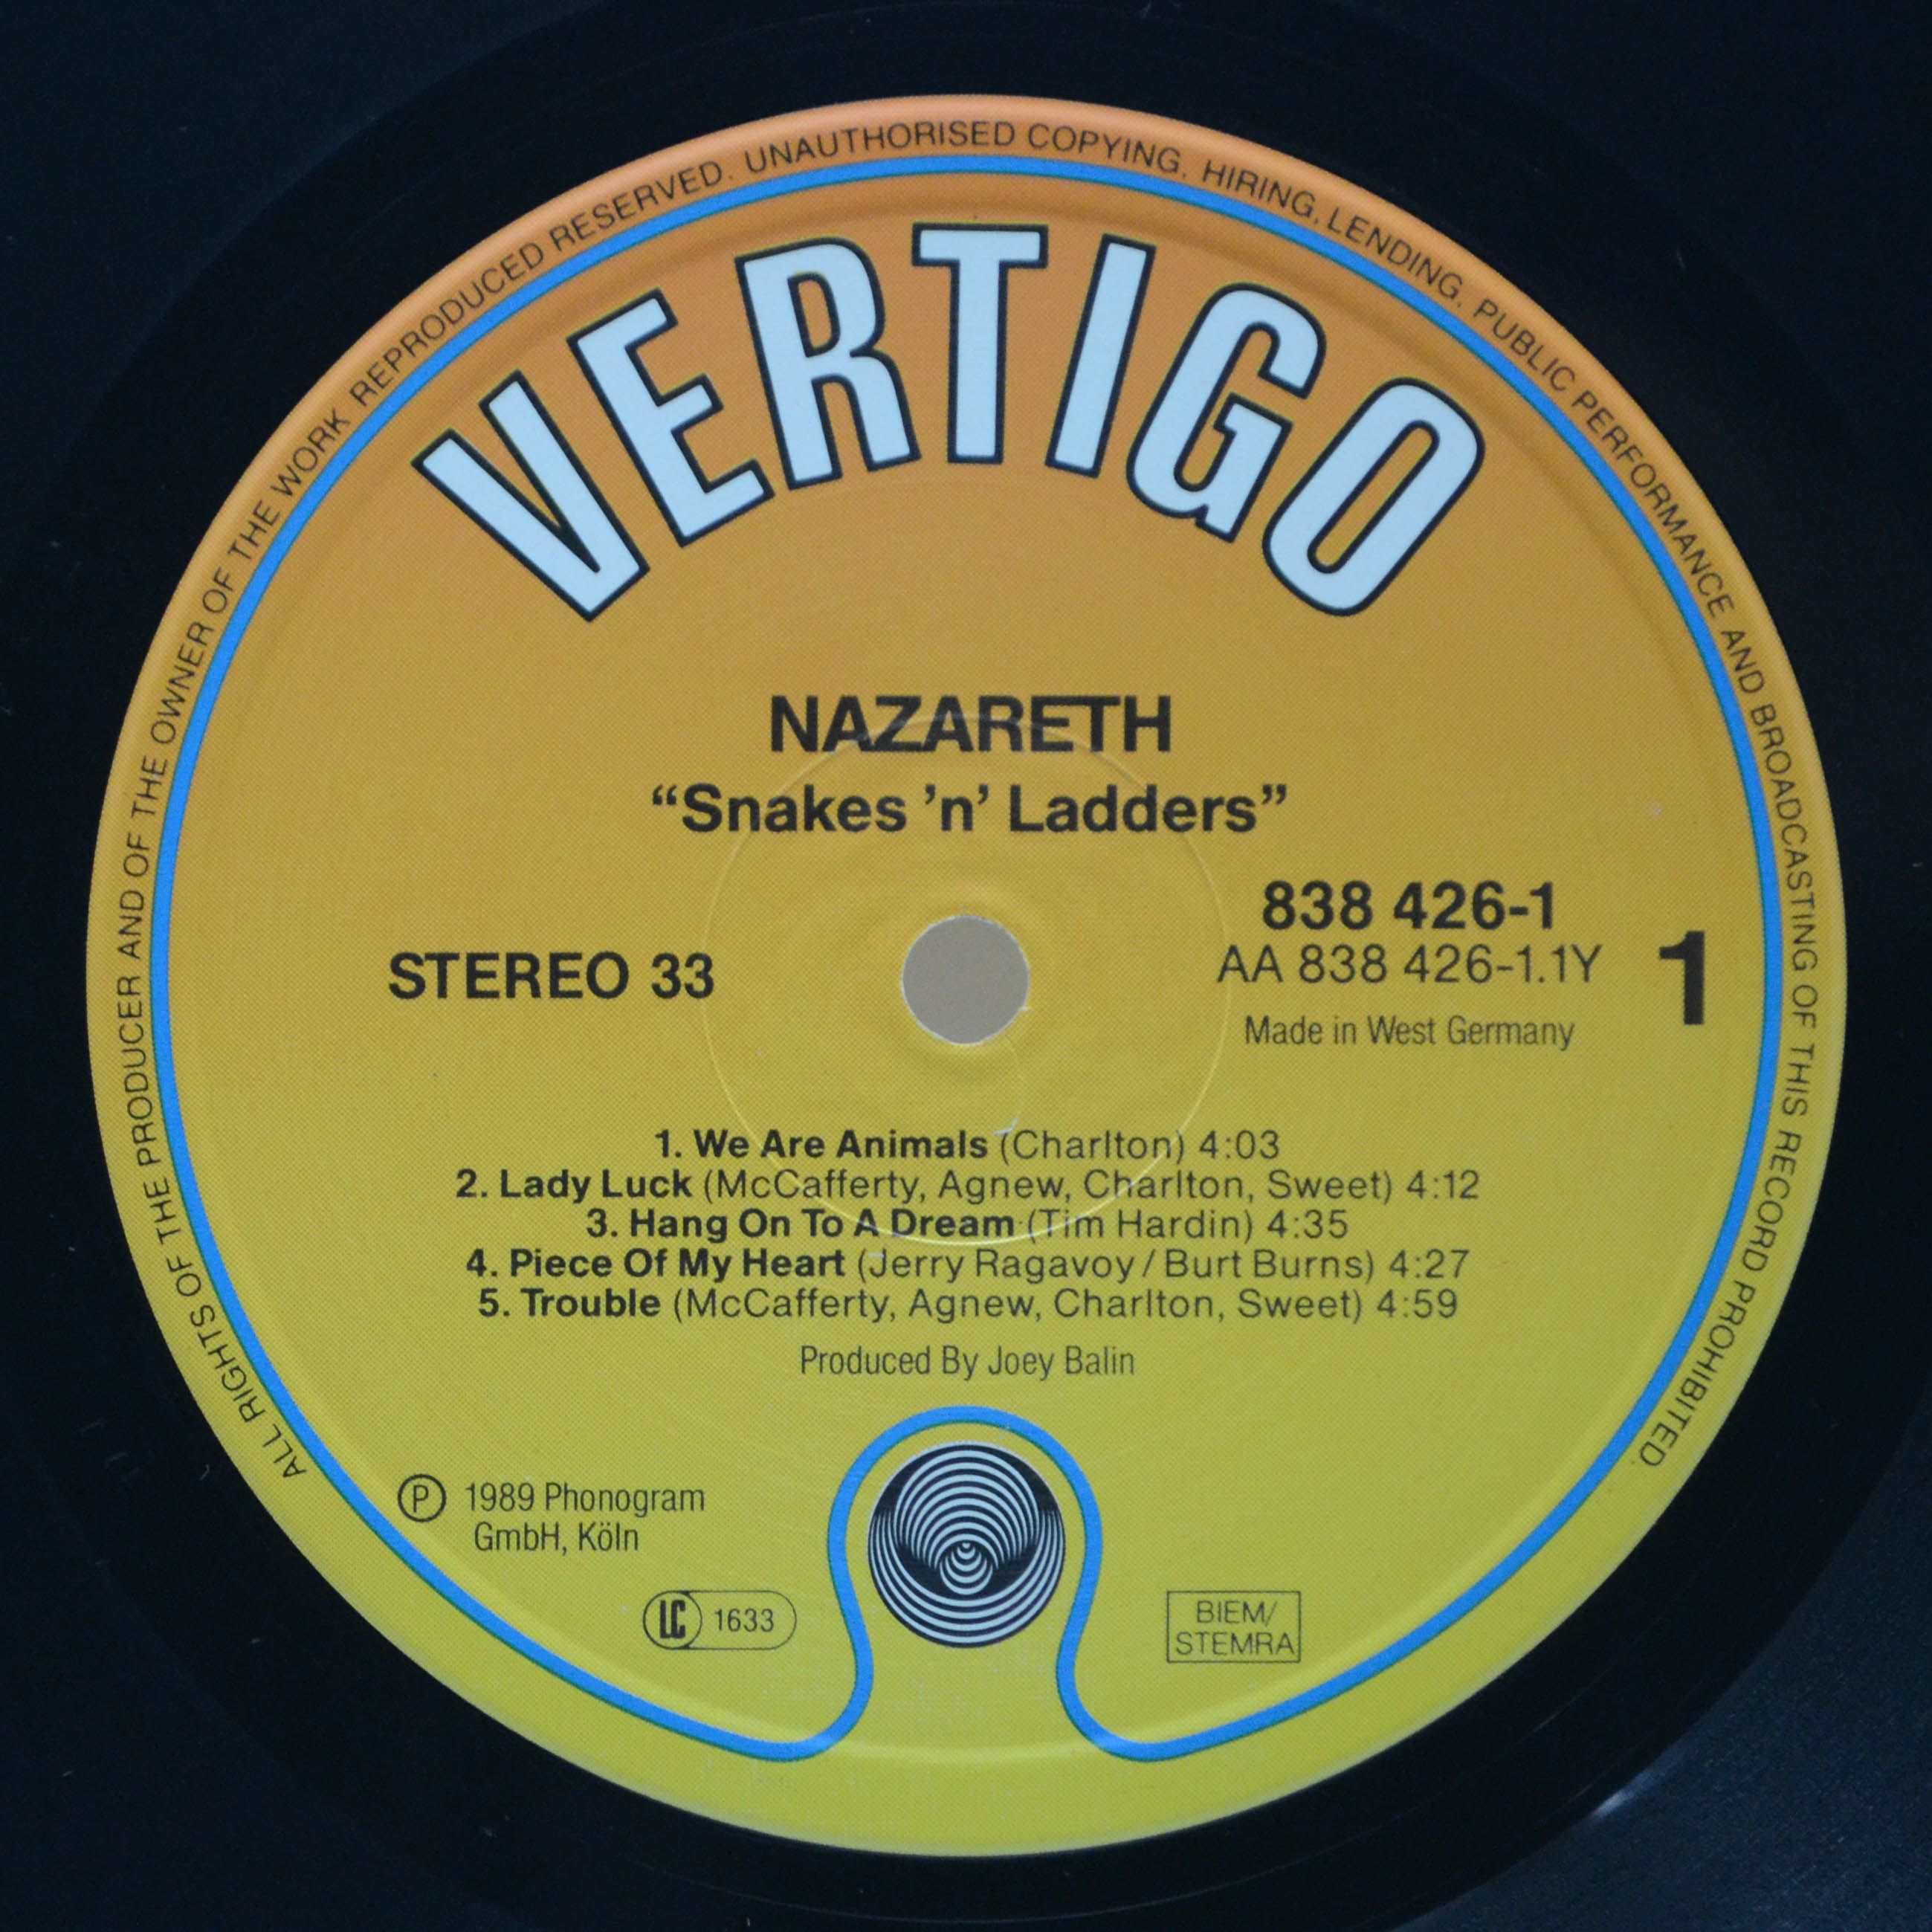 ALL RIGHTS OF THE PRODUCER AND OF THE OWNER OF THE WORK REPRODUCED RESERVED. UNAUTHORISED COPYING, HIRING, LENDING, PUBLIC PERFORMANCE AND BROADCASTING OF THIS RECORD PROHIBITED.
VERTIGO
NAZARETH
“Snakes ’n’ Ladders”
STEREO 33
838 426-1
AA 838 426-1.1Y
1
Made in West Germany
1. We Are Animals (Charlton) 4:03
2. Lady Luck (McCafferty, Agnew, Charlton, Sweet) 4:12
3. Hang On To A Dream (Tim Hardin) 4:35
4. Piece Of My Heart (Jerry Ragavoy / Burt Burns) 4:27
5. Trouble (McCafferty, Agnew, Charlton, Sweet) 4:59
Produced By Joey Balin
Ⓟ 1989 Phonogram
GmbH, Köln
LC 1633
BIEM/
STEMRA